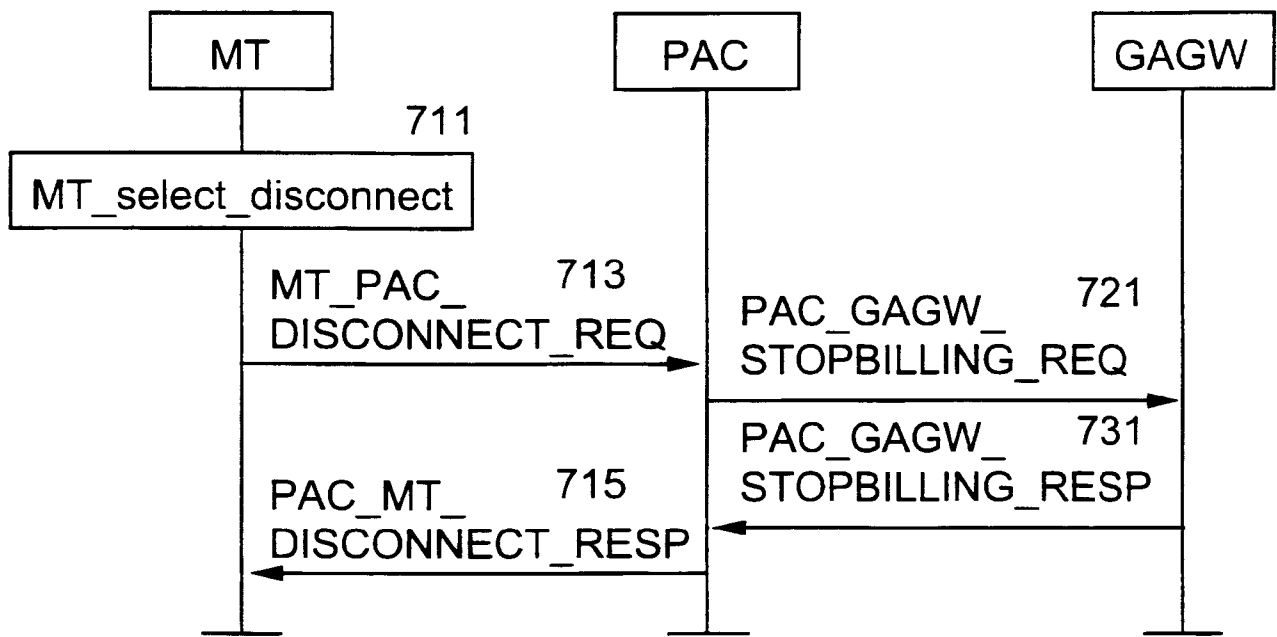 MT
PAC
GAGW
711
MT_select_disconnect
MT_PAC_ 713
DISCONNECT_REQ
PAC_GAGW_ 721
STOPBILLING_REQ
PAC_GAGW_ 731
STOPBILLING_RESP
PAC_MT_ 715
DISCONNECT_RESP